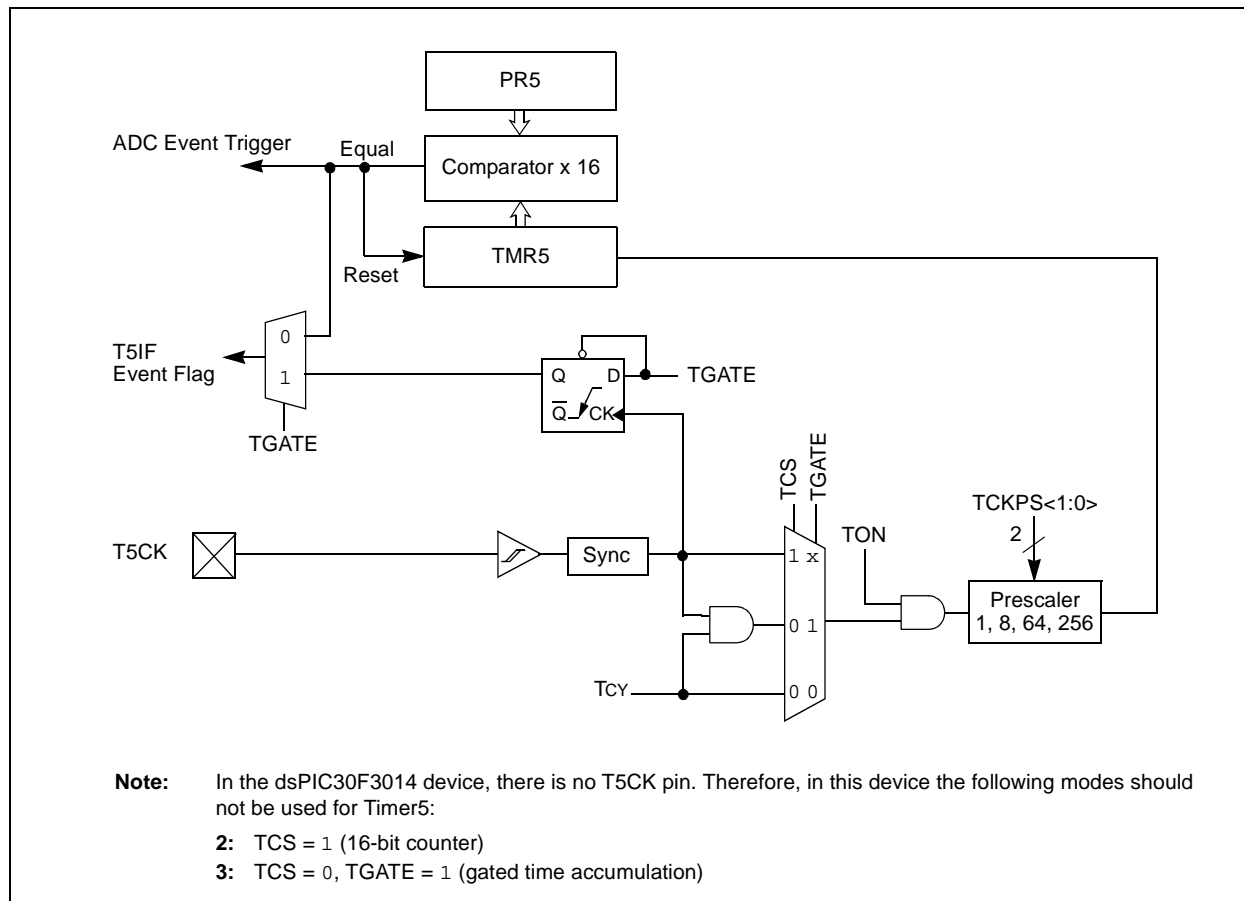 PR5
ADC Event Trigger
Equal
Comparator x 16
TMR5
Reset
0
T5IF
Event Flag
1
Q D
TGATE
Q̅ CK
TGATE
TCS
TGATE
TCKPS<1:0>
2
TON
T5CK
Sync
1 x
Prescaler
1, 8, 64, 256
0 1
TCY
0 0
Note: In the dsPIC30F3014 device, there is no T5CK pin. Therefore, in this device the following modes should
not be used for Timer5:
2: TCS = 1 (16-bit counter)
3: TCS = 0, TGATE = 1 (gated time accumulation)